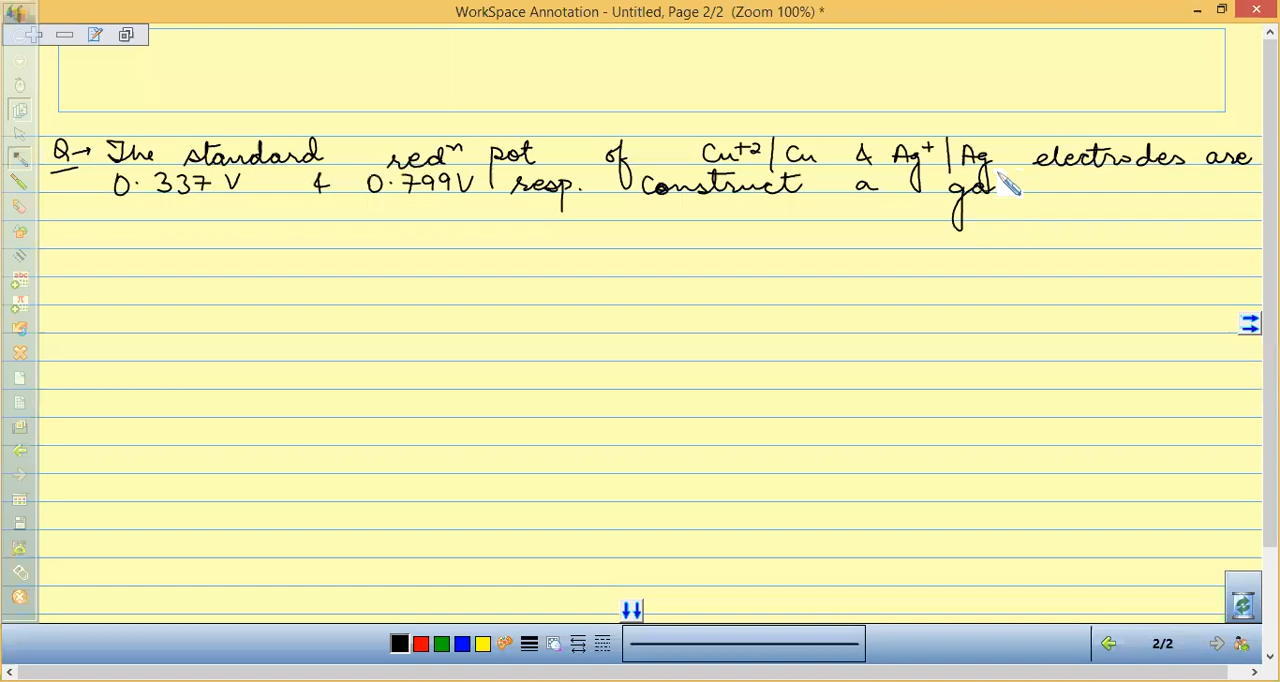 WorkSpace Annotation - Untitled, Page 2/2 (Zoom 100%) *
Q→ The standard redⁿ pot of Cu⁺²|Cu & Ag⁺|Ag electrodes are
0.337 V & 0.799V resp. Construct a ga
2/2